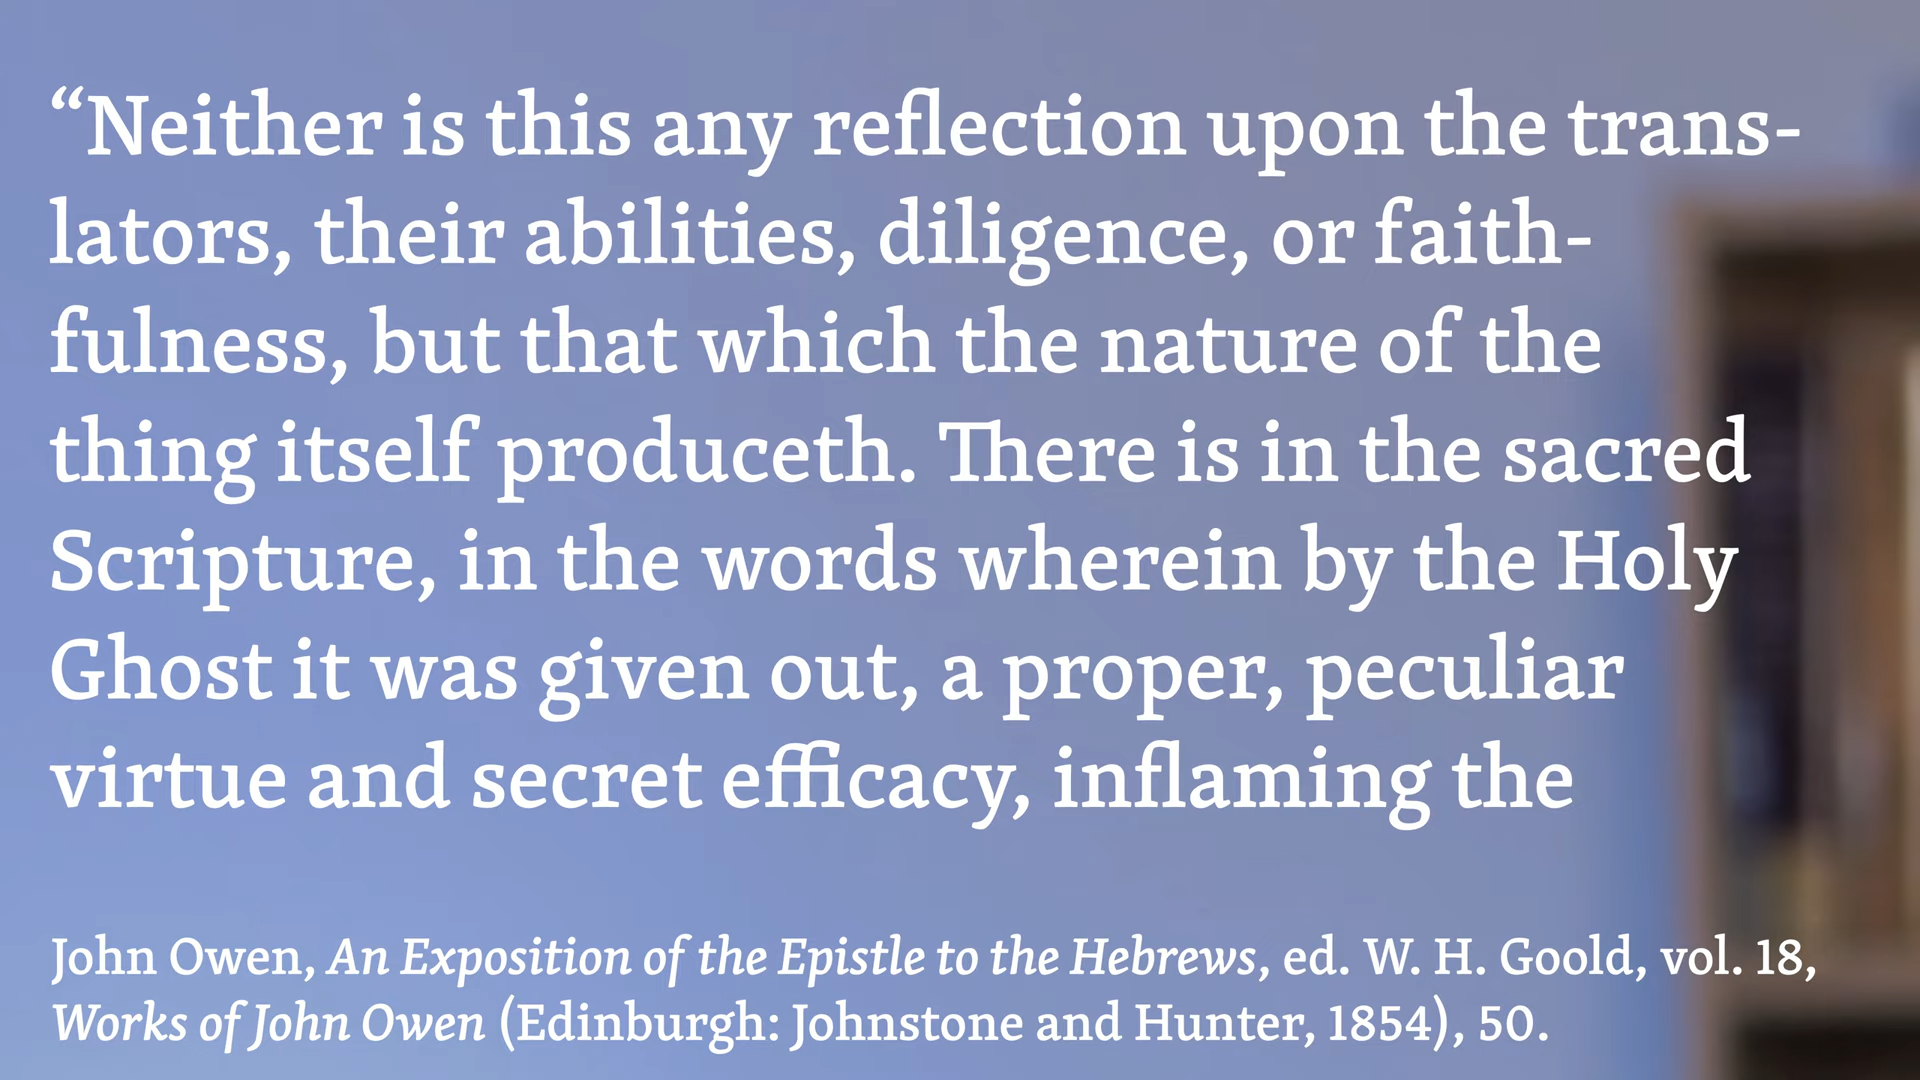 “Neither is this any reflection upon the trans-
lators, their abilities, diligence, or faith-
fulness, but that which the nature of the
thing itself produceth. There is in the sacred
Scripture, in the words wherein by the Holy
Ghost it was given out, a proper, peculiar
virtue and secret efficacy, inflaming the
John Owen, An Exposition of the Epistle to the Hebrews, ed. W. H. Goold, vol. 18,
Works of John Owen (Edinburgh: Johnstone and Hunter, 1854), 50.